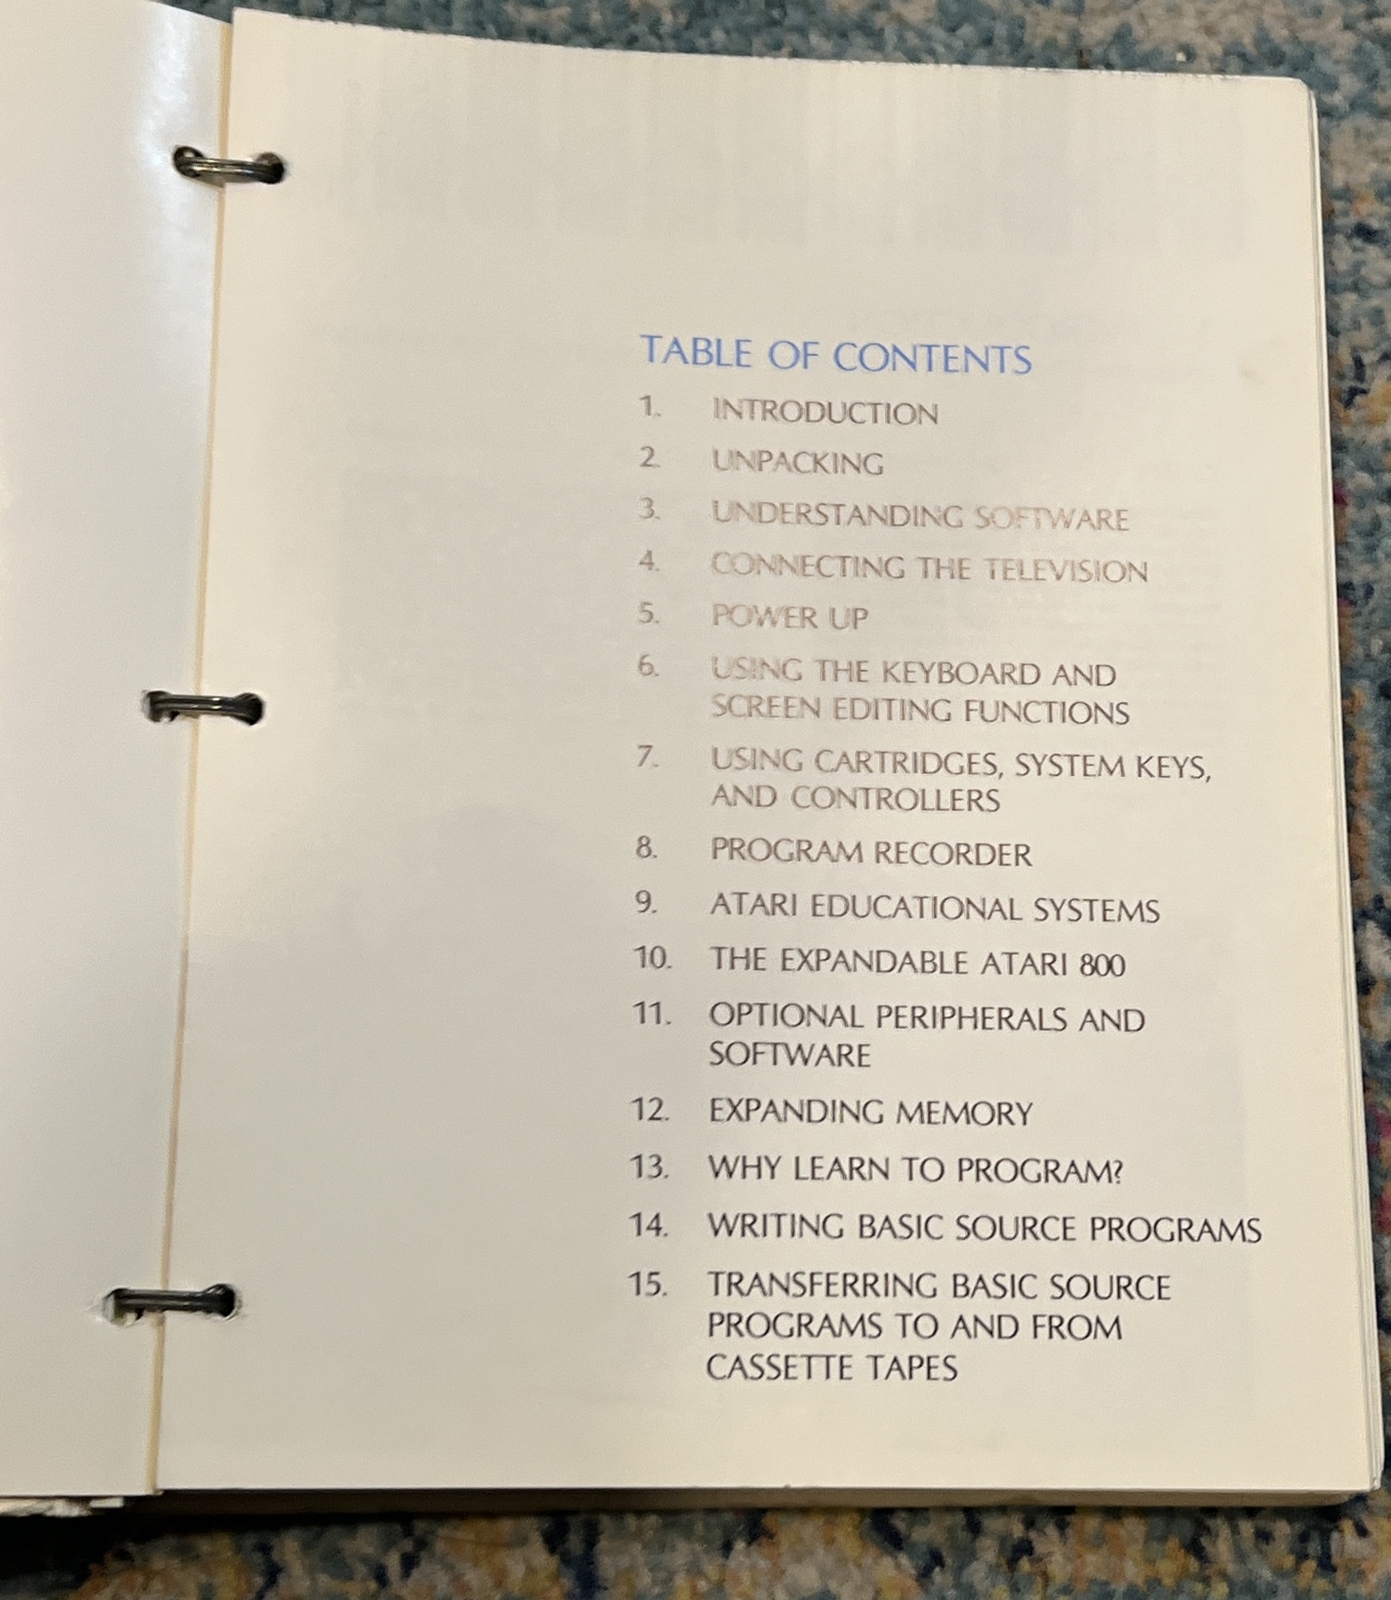 TABLE OF CONTENTS
1. INTRODUCTION
2. UNPACKING
3. UNDERSTANDING SOFTWARE
4. CONNECTING THE TELEVISION
5. POWER UP
6. USING THE KEYBOARD AND
SCREEN EDITING FUNCTIONS
7. USING CARTRIDGES, SYSTEM KEYS,
AND CONTROLLERS
8. PROGRAM RECORDER
9. ATARI EDUCATIONAL SYSTEMS
10. THE EXPANDABLE ATARI 800
11. OPTIONAL PERIPHERALS AND
SOFTWARE
12. EXPANDING MEMORY
13. WHY LEARN TO PROGRAM?
14. WRITING BASIC SOURCE PROGRAMS
15. TRANSFERRING BASIC SOURCE
PROGRAMS TO AND FROM
CASSETTE TAPES